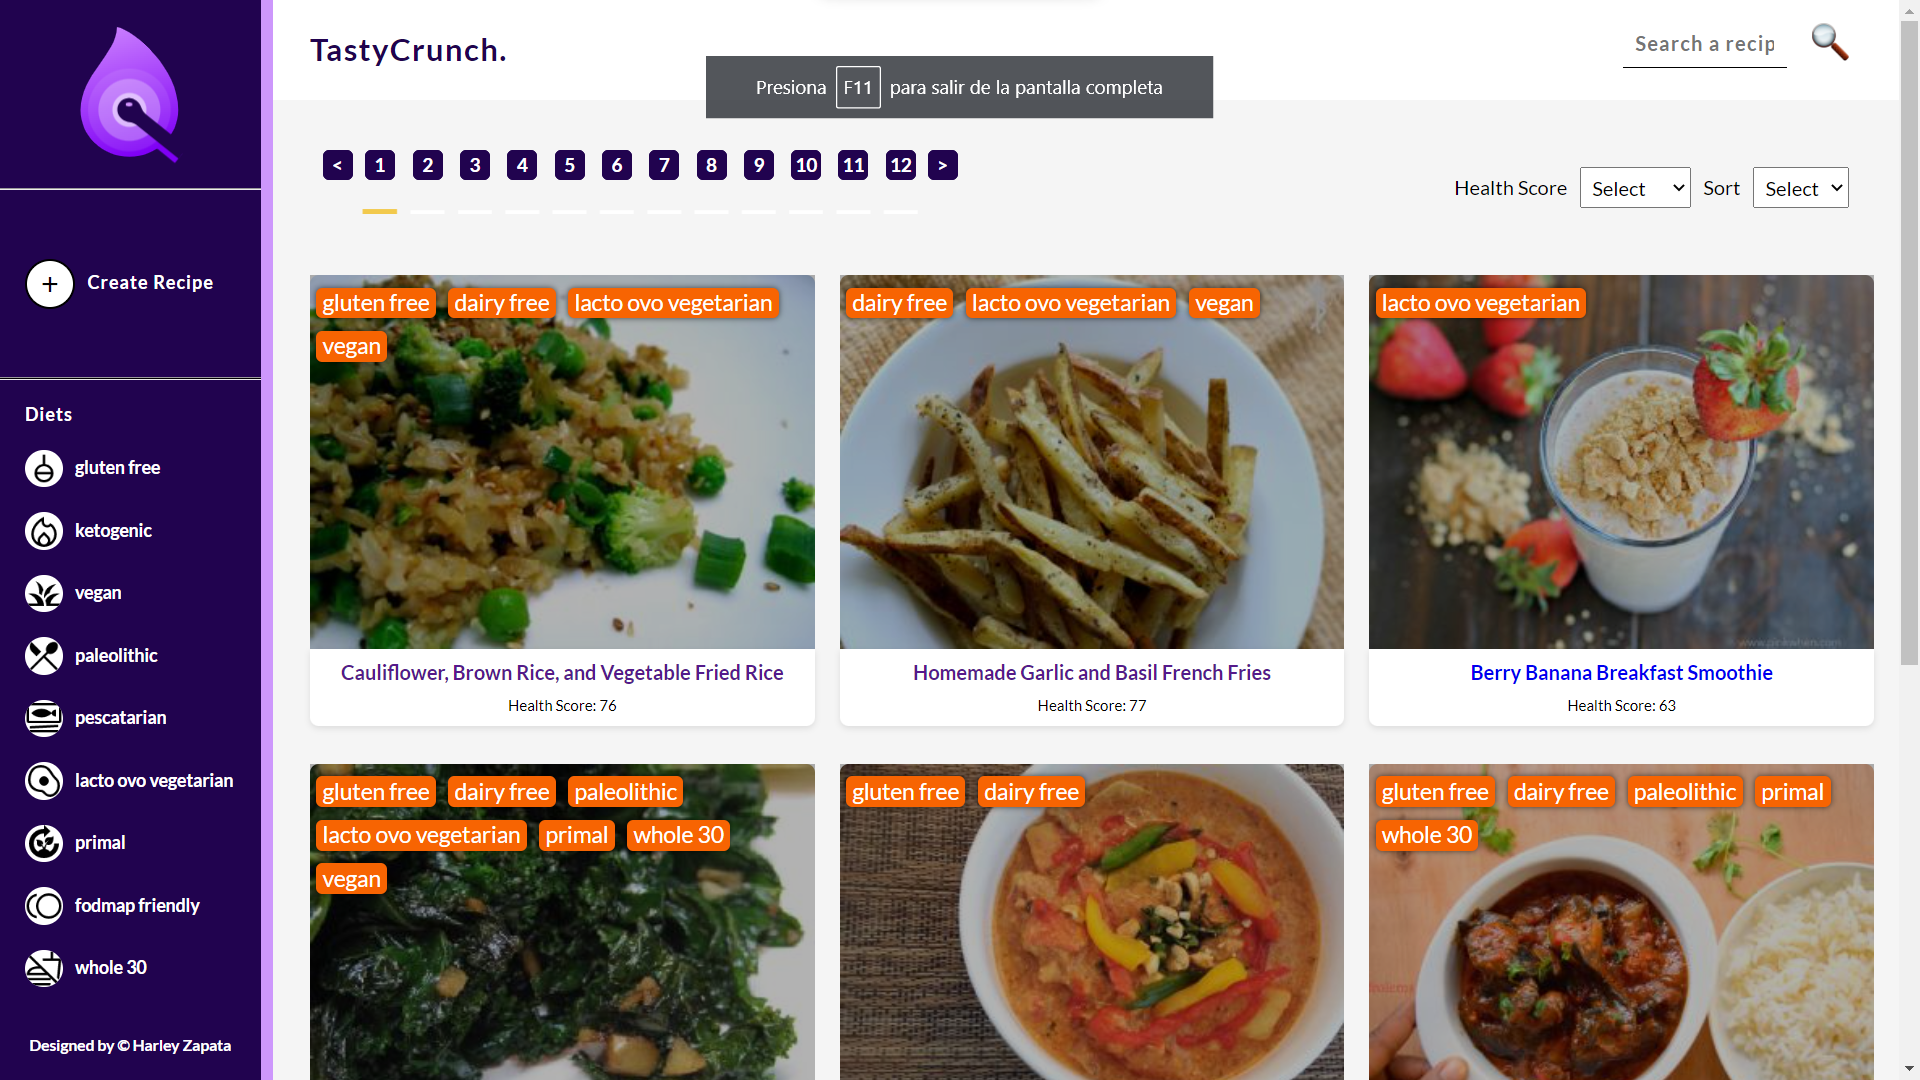 TastyCrunch.
Search a recip
Presiona F11 para salir de la pantalla completa
< 1 2 3 4 5 6 7 8 9 10 11 12 >
Health Score Select Sort Select
Create Recipe
Diets
gluten free
ketogenic
vegan
paleolithic
pescatarian
lacto ovo vegetarian
primal
fodmap friendly
whole 30
Designed by © Harley Zapata
gluten free dairy free lacto ovo vegetarian
vegan
Cauliflower, Brown Rice, and Vegetable Fried Rice
Health Score: 76
dairy free lacto ovo vegetarian vegan
Homemade Garlic and Basil French Fries
Health Score: 77
lacto ovo vegetarian
www.pinkwhen.com
Berry Banana Breakfast Smoothie
Health Score: 63
gluten free dairy free paleolithic
lacto ovo vegetarian primal whole 30
vegan
gluten free dairy free
gluten free dairy free paleolithic primal
whole 30